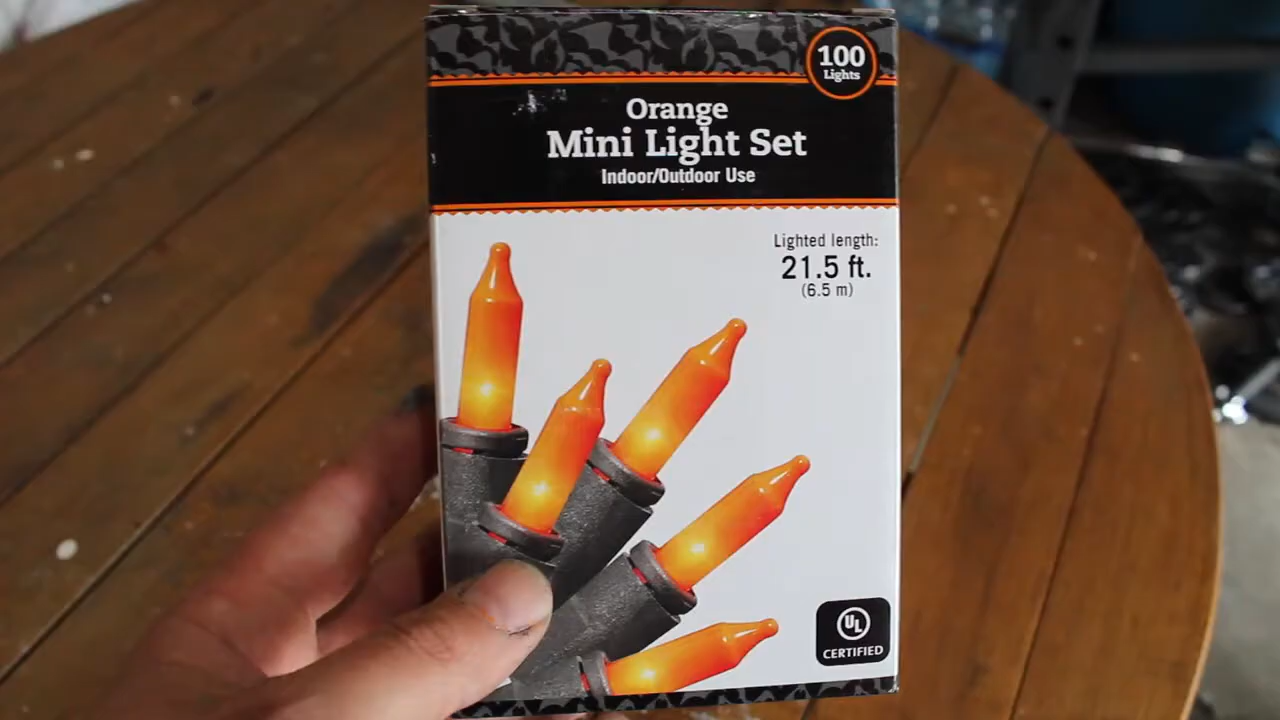 100
Lights
Orange
Mini Light Set
Indoor/Outdoor Use
Lighted length:
21.5 ft.
(6.5 m)
UL
CERTIFIED